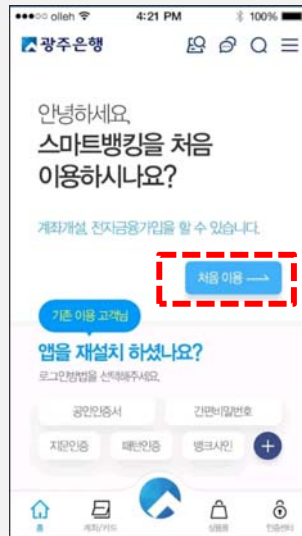 olleh 4:21 PM 100%
광주은행
안녕하세요,
스마트뱅킹을 처음
이용하시나요?
계좌개설, 전자금융가입을 할 수 있습니다.
처음 이용
기존 이용 고객님
앱을 재설치 하셨나요?
로그인방법을 선택해주세요.
공인인증서 간편비밀번호
지문인증 패턴인증 뱅크사인
홈 계좌/카드 상품몰 인증센터